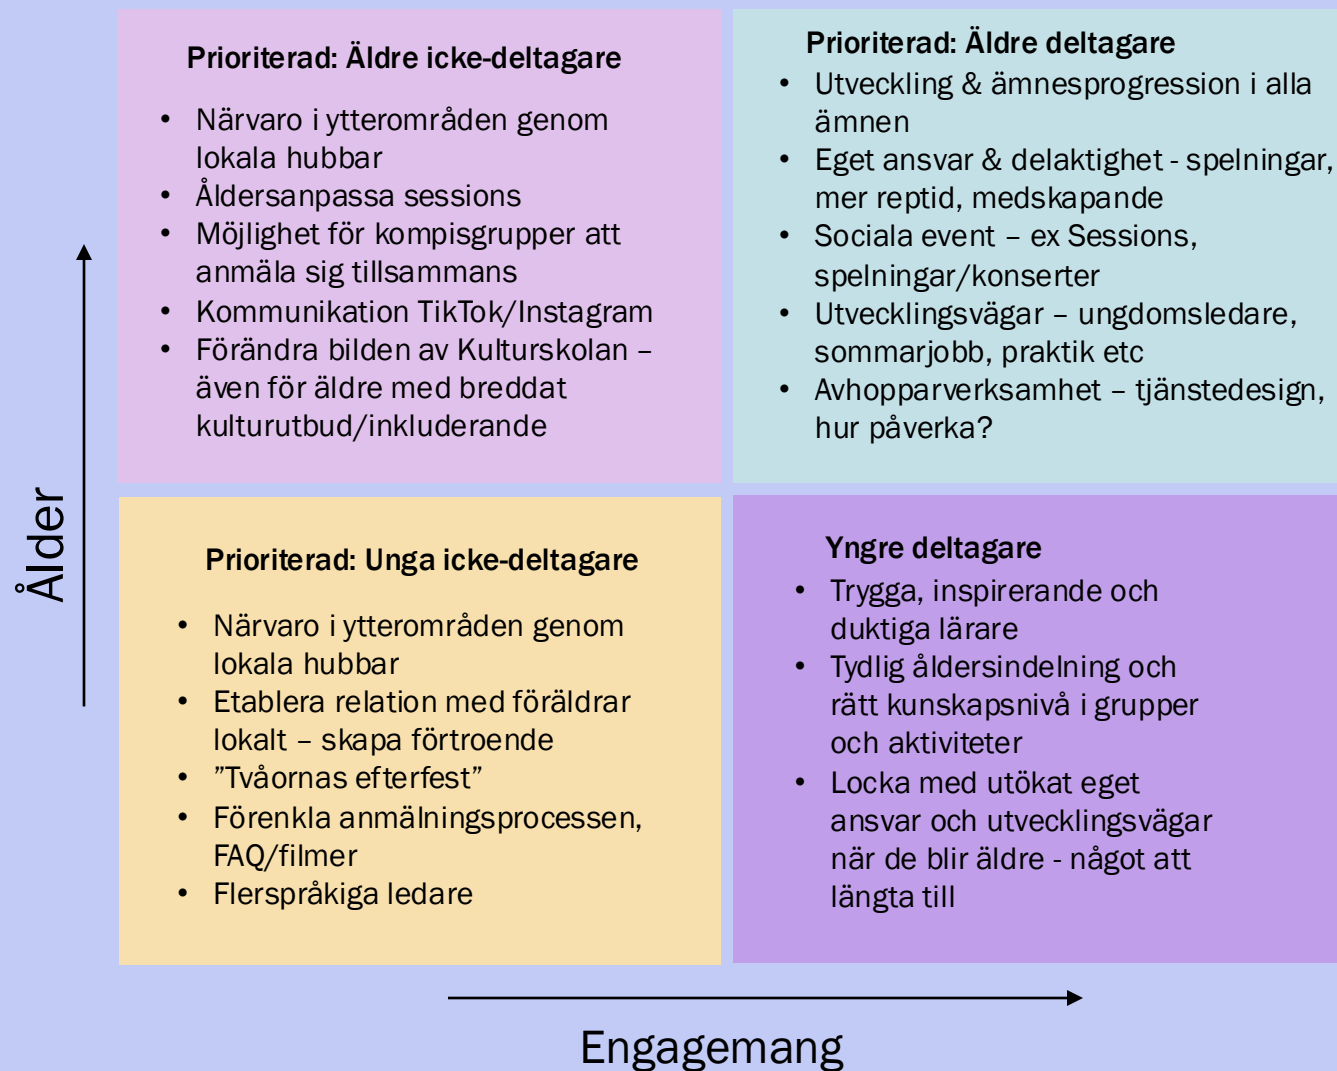 Prioriterad: Äldre icke-deltagare
• Närvaro i ytterområden genom
lokala hubbar
• Åldersanpassa sessions
• Möjlighet för kompisgrupper att
anmäla sig tillsammans
• Kommunikation TikTok/Instagram
• Förändra bilden av Kulturskolan –
även för äldre med breddat
kulturutbud/inkluderande
Prioriterad: Äldre deltagare
• Utveckling & ämnesprogression i alla
ämnen
• Eget ansvar & delaktighet - spelningar,
mer reptid, medskapande
• Sociala event – ex Sessions,
spelningar/konserter
• Utvecklingsvägar – ungdomsledare,
sommarjobb, praktik etc
• Avhopparverksamhet – tjänstedesign,
hur påverka?
Ålder
Prioriterad: Unga icke-deltagare
• Närvaro i ytterområden genom
lokala hubbar
• Etablera relation med föräldrar
lokalt – skapa förtroende
• ”Tvåornas efterfest”
• Förenkla anmälningsprocessen,
FAQ/filmer
• Flerspråkiga ledare
Yngre deltagare
• Trygga, inspirerande och
duktiga lärare
• Tydlig åldersindelning och
rätt kunskapsnivå i grupper
och aktiviteter
• Locka med utökat eget
ansvar och utvecklingsvägar
när de blir äldre - något att
längta till
Engagemang